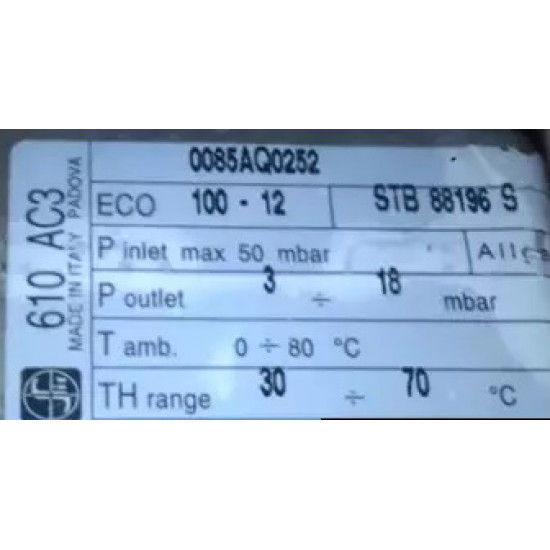 610 AC3
MADE IN ITALY PADOVA
0085AQ0252
ECO 100 - 12 STB 88196 S
P inlet max 50 mbar
P outlet 3 ÷ 18 mbar
T amb. 0 ÷ 80 °C
TH range 30 ÷ 70 °C